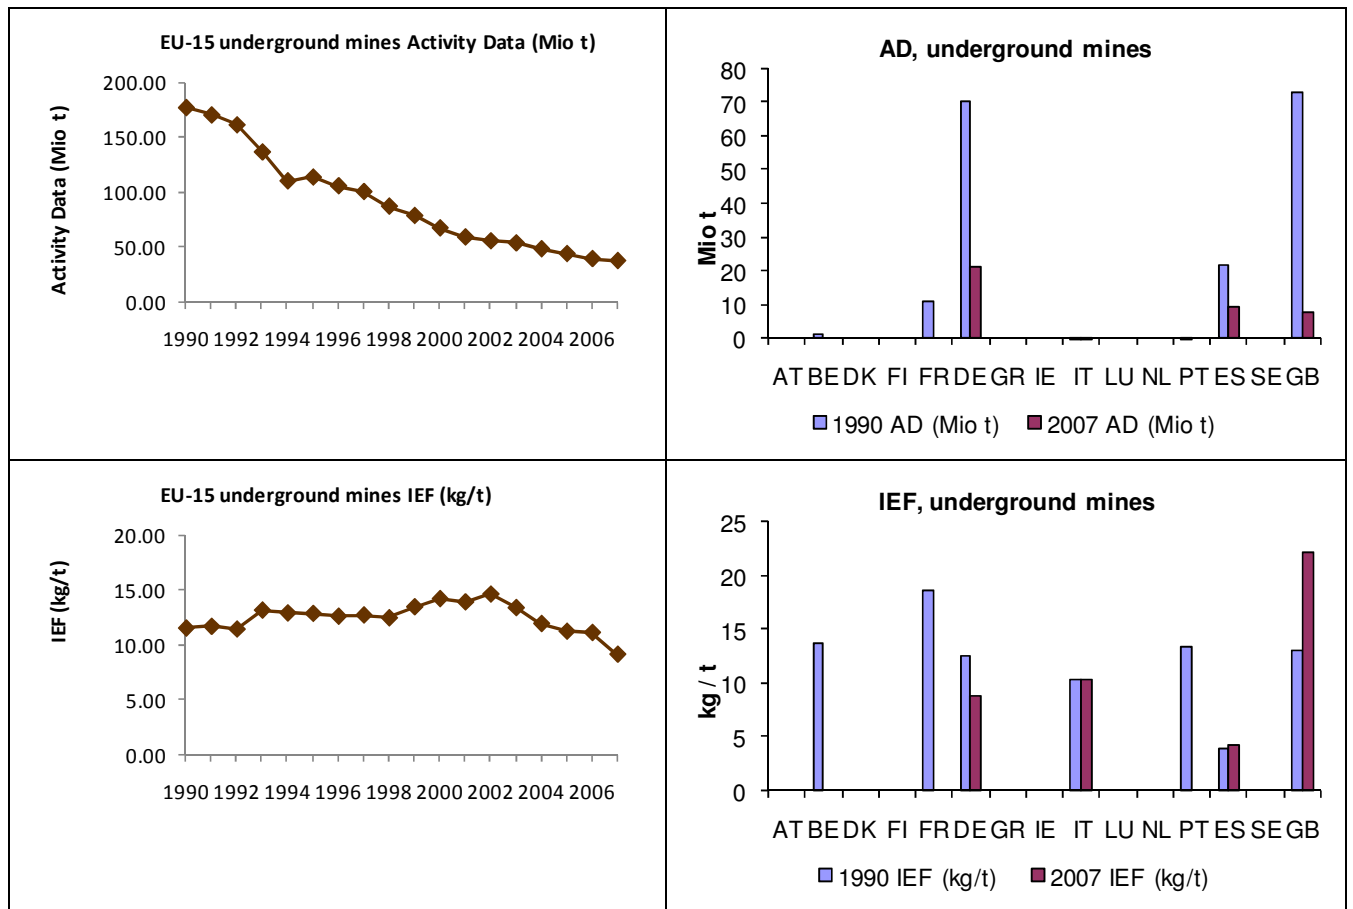 EU-15 underground mines Activity Data (Mio t)
Activity Data (Mio t)
200.00
150.00
100.00
50.00
0.00
1990 1992 1994 1996 1998 2000 2002 2004 2006
AD, underground mines
Mio t
80
70
60
50
40
30
20
10
0
AT BE DK FI FR DE GR IE IT LU NL PT ES SE GB
1990 AD (Mio t) 2007 AD (Mio t)
EU-15 underground mines IEF (kg/t)
IEF (kg/t)
20.00
15.00
10.00
5.00
0.00
1990 1992 1994 1996 1998 2000 2002 2004 2006
IEF, underground mines
kg / t
25
20
15
10
5
0
AT BE DK FI FR DE GR IE IT LU NL PT ES SE GB
1990 IEF (kg/t) 2007 IEF (kg/t)